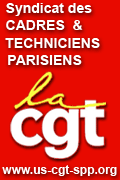 Syndicat des
CADRES &
TECHNICIENS
PARISIENS
la
cgt
www.us-cgt-spp.org